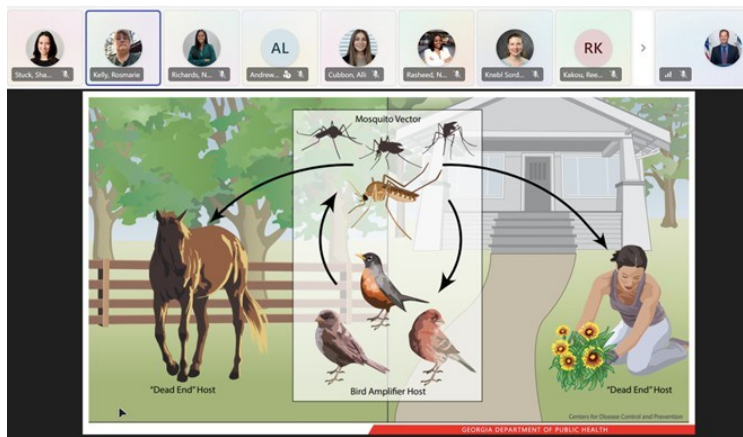 Stuck, Sha...
Kelly, Rosmarie
Richards, N...
AL
Andrew...
Cubbon, Alli
Rasheed, N...
Knebl Sord...
RK
Kakou, Ree...
Mosquito Vector
"Dead End" Host
Bird Amplifier Host
"Dead End" Host
Centers for Disease Control and Prevention
GEORGIA DEPARTMENT OF PUBLIC HEALTH